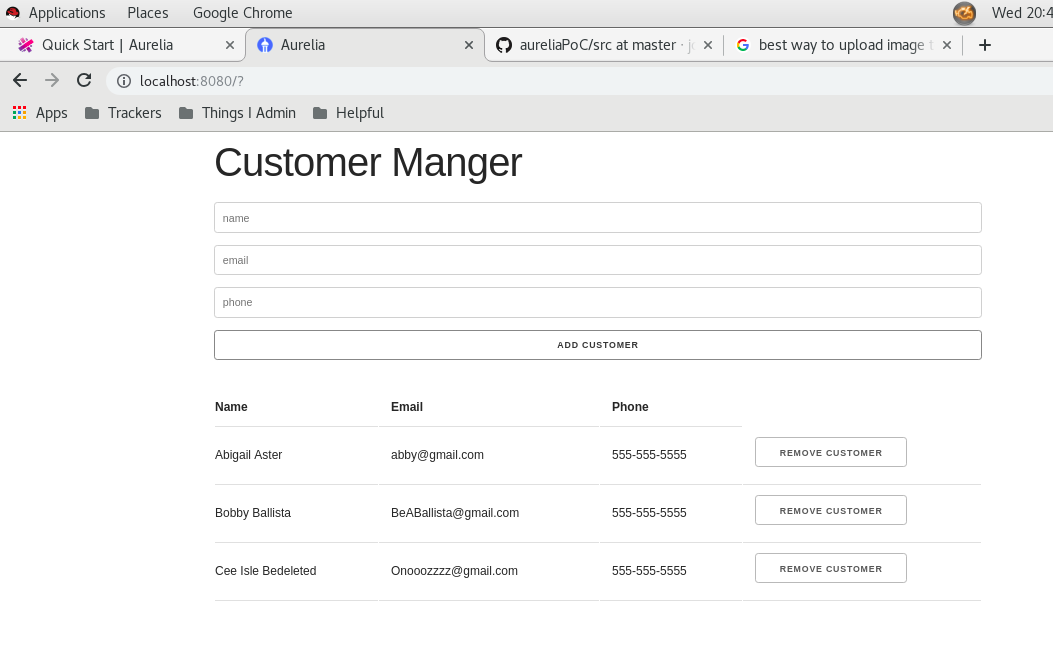 Applications Places Google Chrome Wed 20:4
Quick Start | Aurelia Aurelia aureliaPoC/src at master · best way to upload image
localhost:8080/?
Apps Trackers Things I Admin Helpful
Customer Manger
name
email
phone
ADD CUSTOMER
Name Email Phone
Abigail Aster abby@gmail.com 555-555-5555 REMOVE CUSTOMER
Bobby Ballista BeABallista@gmail.com 555-555-5555 REMOVE CUSTOMER
Cee Isle Bedeleted Onooozzzz@gmail.com 555-555-5555 REMOVE CUSTOMER